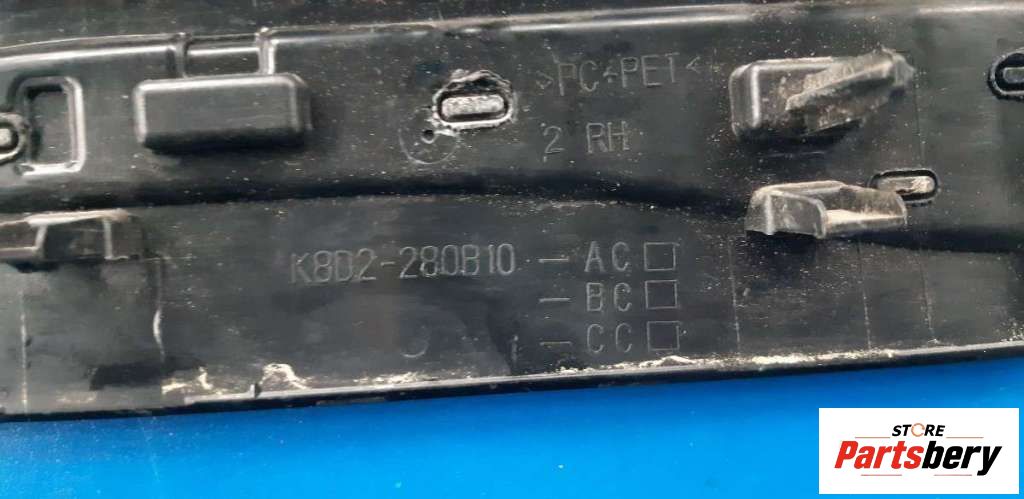 >PC+PET<
2 RH
K8D2-280B10 - AC
- BC
- CC
STORE
Partsbery